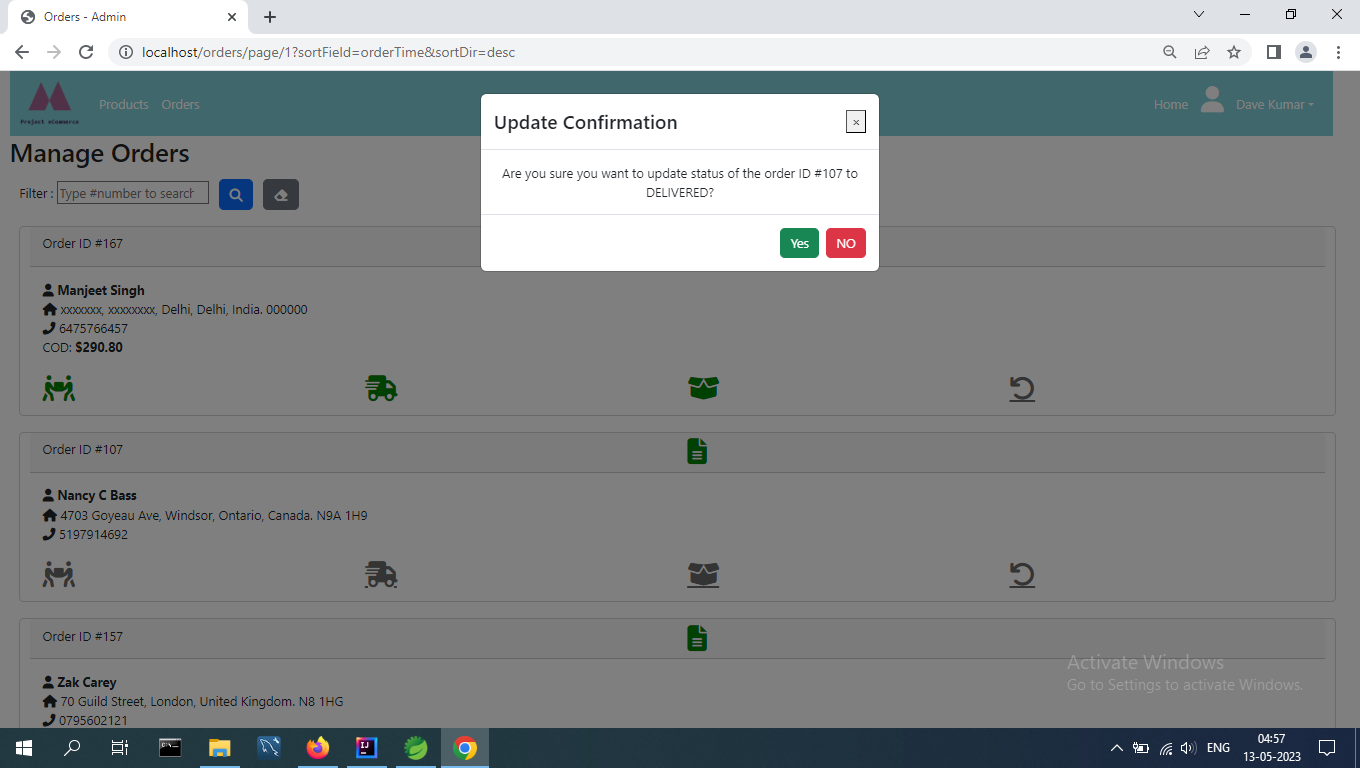 Orders - Admin
localhost/orders/page/1?sortField=orderTime&sortDir=desc
Project eCommerce
Products Orders
Home Dave Kumar
Update Confirmation
×
Are you sure you want to update status of the order ID #107 to
DELIVERED?
Yes NO
Manage Orders
Filter : Type #number to search
Order ID #167
Manjeet Singh
xxxxxxx, xxxxxxxx, Delhi, Delhi, India. 000000
6475766457
COD: $290.80
Order ID #107
Nancy C Bass
4703 Goyeau Ave, Windsor, Ontario, Canada. N9A 1H9
5197914692
Order ID #157
Zak Carey
70 Guild Street, London, United Kingdom. N8 1HG
0795602121
Activate Windows
Go to Settings to activate Windows.
IJ
ENG
04:57
13-05-2023